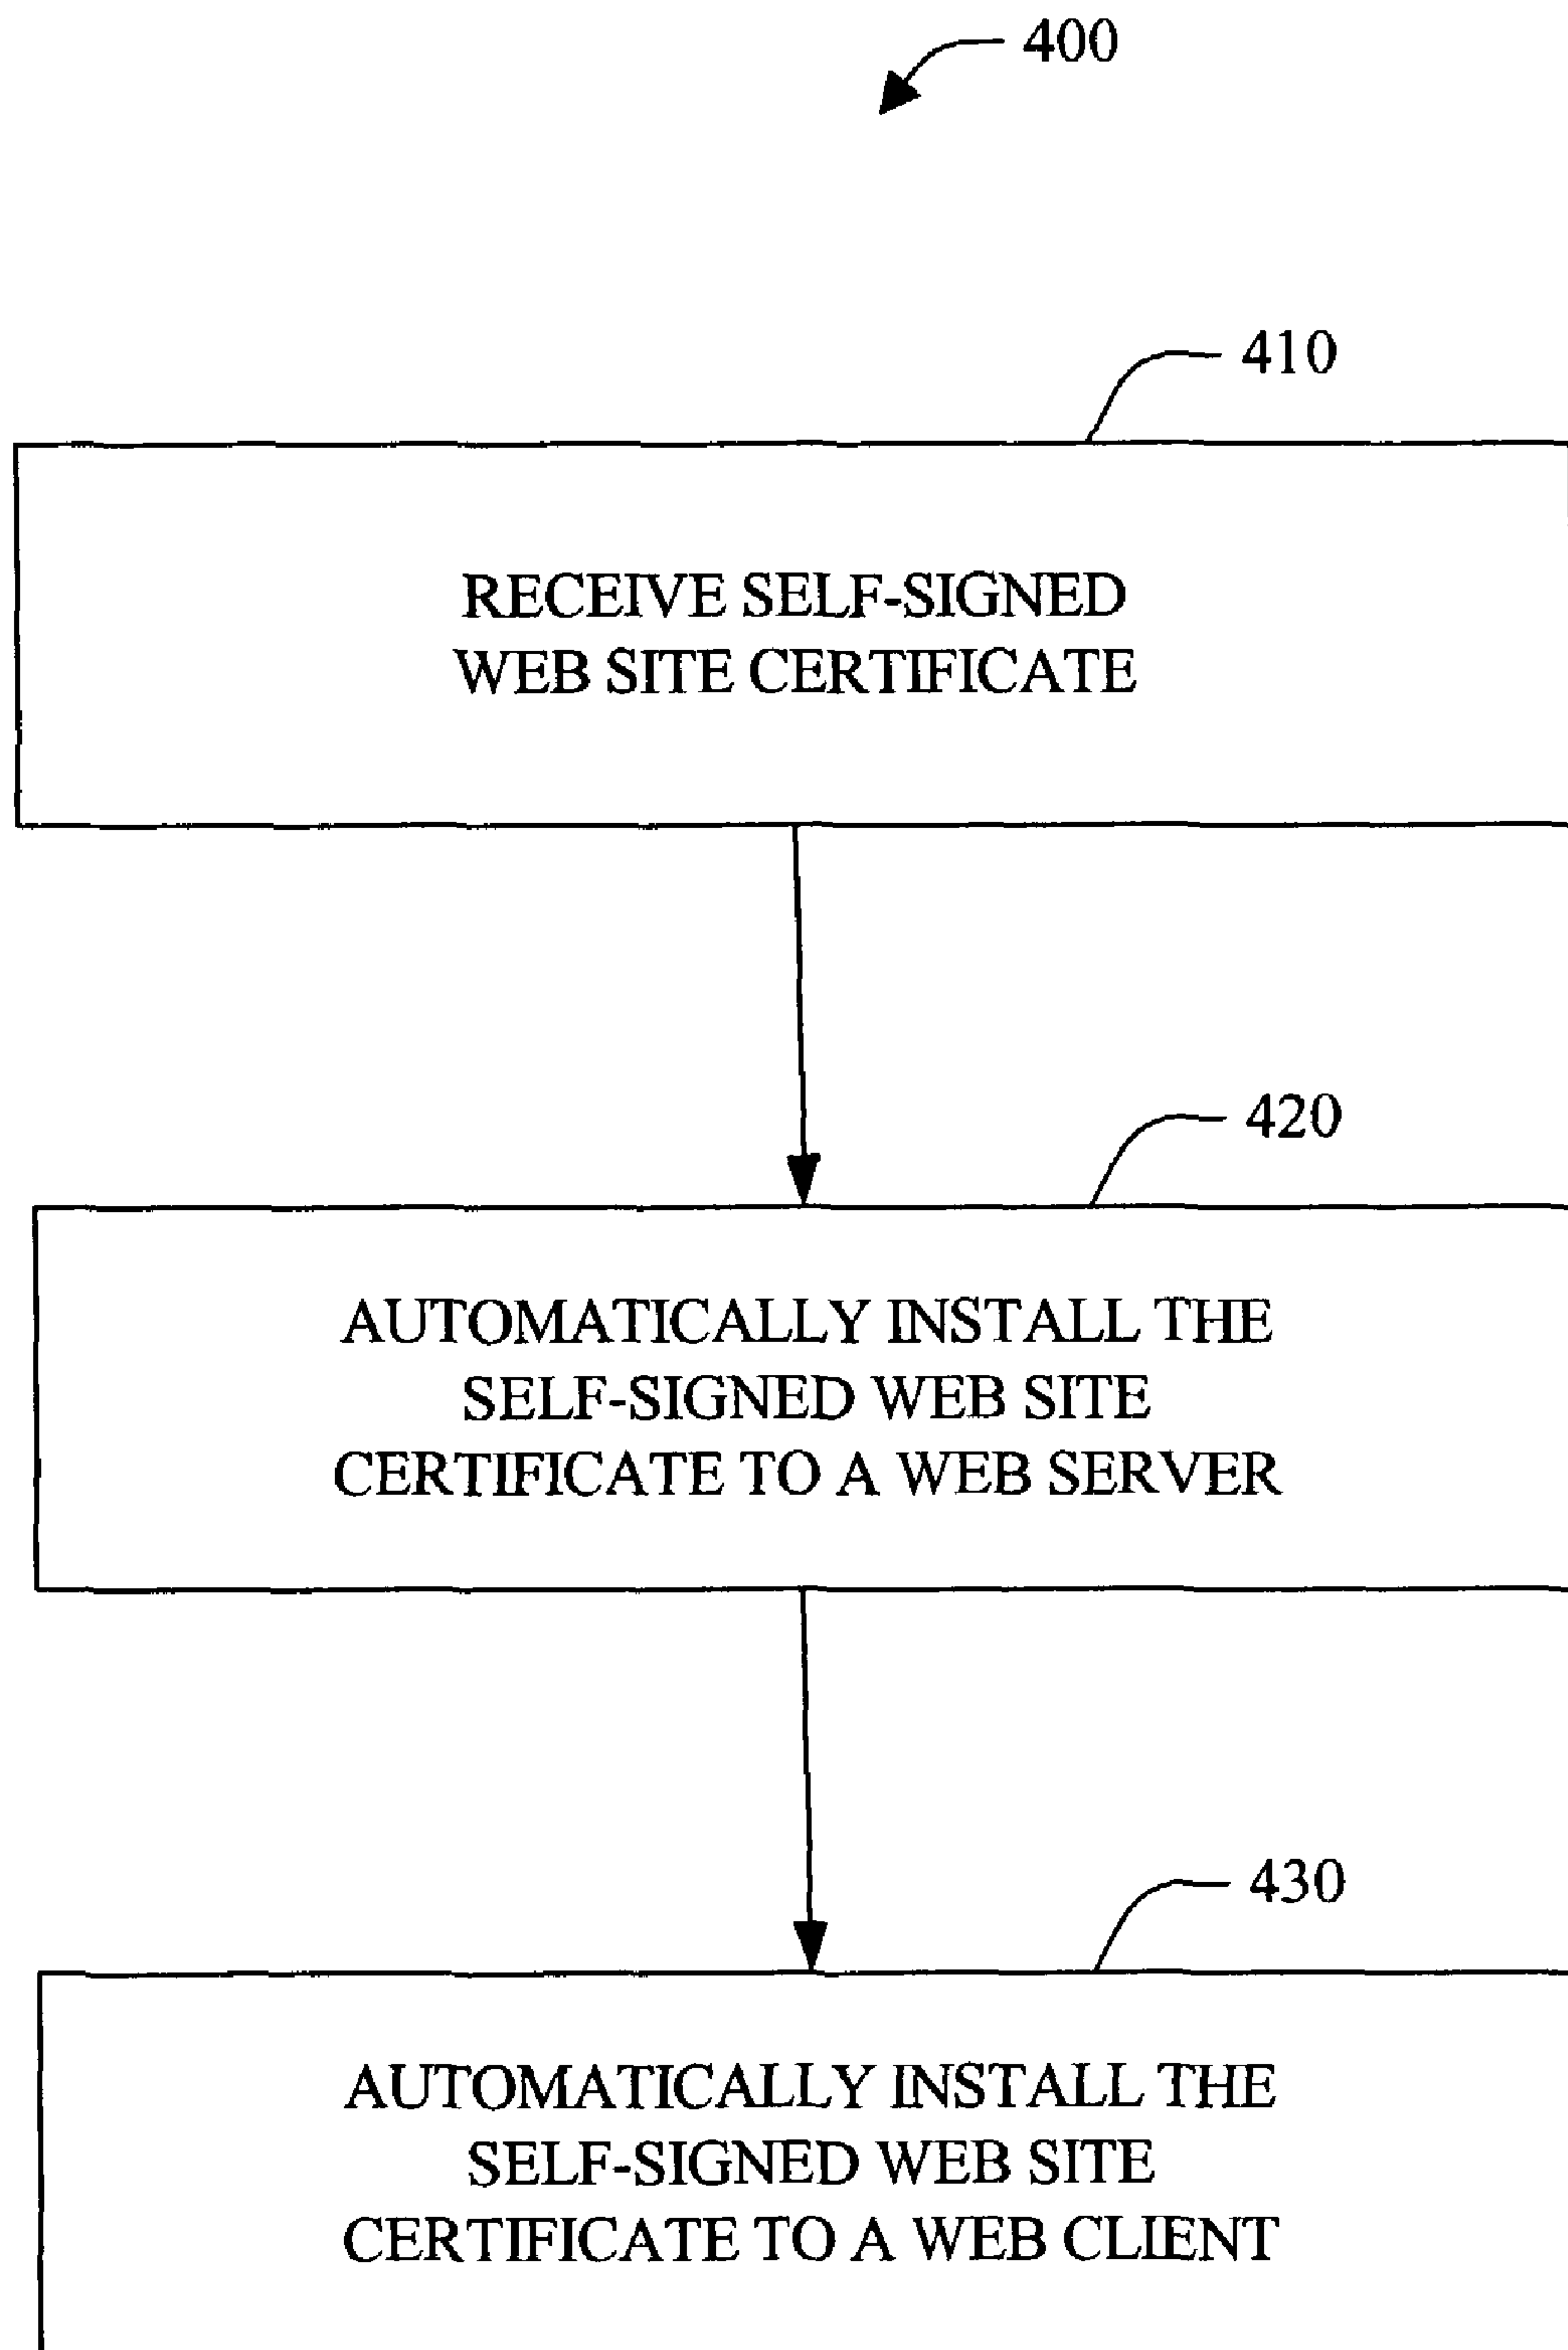 400
410
RECEIVE SELF-SIGNED
WEB SITE CERTIFICATE
420
AUTOMATICALLY INSTALL THE
SELF-SIGNED WEB SITE
CERTIFICATE TO A WEB SERVER
430
AUTOMATICALLY INSTALL THE
SELF-SIGNED WEB SITE
CERTIFICATE TO A WEB CLIENT